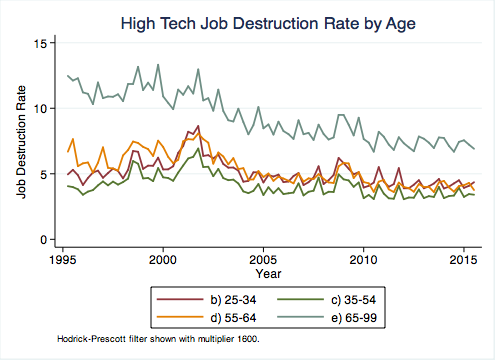 High Tech Job Destruction Rate by Age
15
10
5
0
Job Destruction Rate
1995 2000 2005 2010 2015
Year
b) 25-34 c) 35-54
d) 55-64 e) 65-99
Hodrick-Prescott filter shown with multiplier 1600.